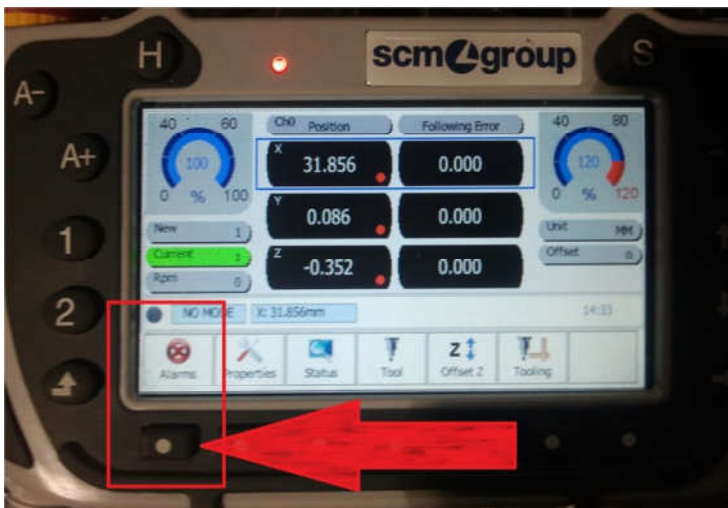 H
scm group
S
A-
A+
1
2
40 60
100
0 % 100
Ch0 Position
Following Error
X 31.856
0.000
Y 0.086
0.000
Z -0.352
0.000
40 80
120
0 % 120
New 1
Current 1
Rpm 0
Unit MM
Offset 0
NO MODE
X: 31.856mm
14:33
Alarms
Properties
Status
Tool
Z
Offset Z
Tooling